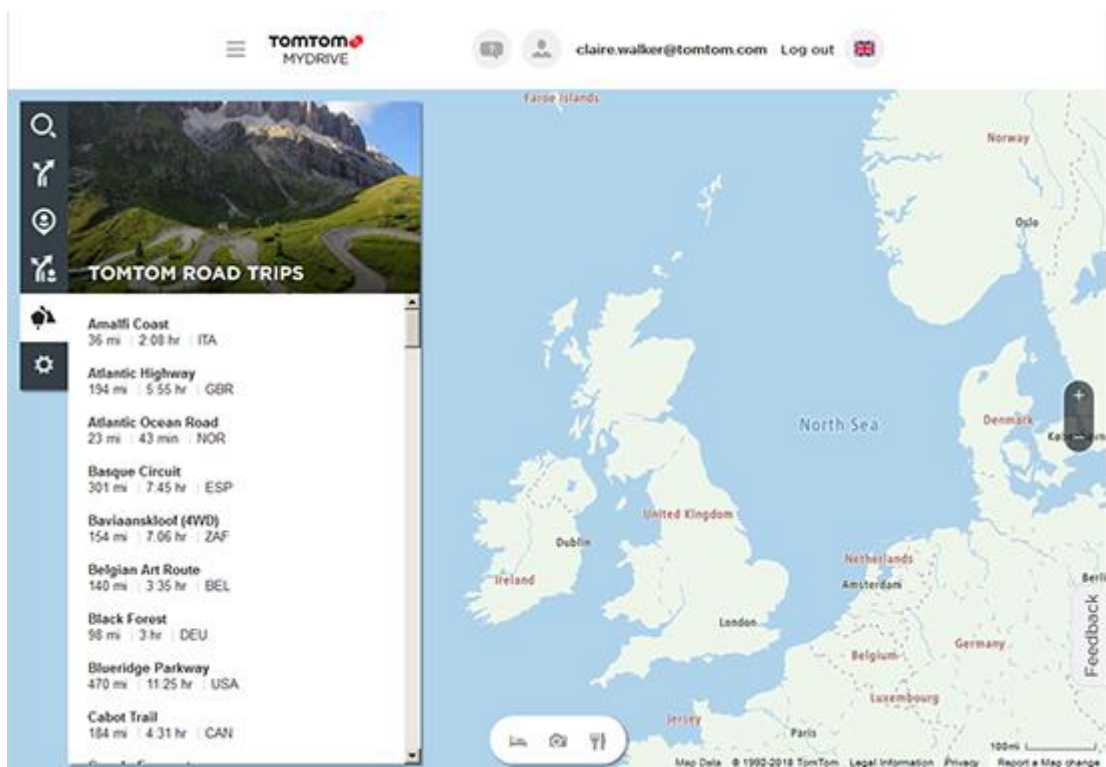 TOMTOM
MYDRIVE
claire.walker@tomtom.com Log out
TOMTOM ROAD TRIPS
Amalfi Coast
36 mi 2:08 hr ITA
Atlantic Highway
194 mi 5:55 hr GBR
Atlantic Ocean Road
23 mi 43 min NOR
Basque Circuit
301 mi 7:45 hr ESP
Baviaanskloof (4WD)
154 mi 7:06 hr ZAF
Belgian Art Route
140 mi 3:35 hr BEL
Black Forest
98 mi 3 hr DEU
Blueridge Parkway
470 mi 11:25 hr USA
Cabot Trail
184 mi 4:31 hr CAN
Faroe Islands
Norway
Oslo
North Sea
Denmark
United Kingdom
Dublin
Ireland
Netherlands
Amsterdam
London
Belgium
Germany
Luxembourg
Jersey
Paris
Feedback
100mi
Map Data © 1992-2018 TomTom Legal Information Privacy Report a Map change